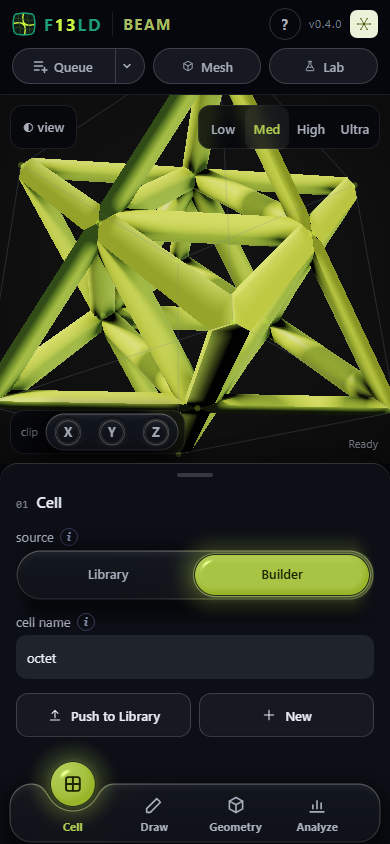 F13LD BEAM ? v0.4.0
Queue Mesh Lab
view Low Med High Ultra
clip X Y Z Ready
01 Cell
source i
Library Builder
cell name i
octet
Push to Library New
Cell Draw Geometry Analyze